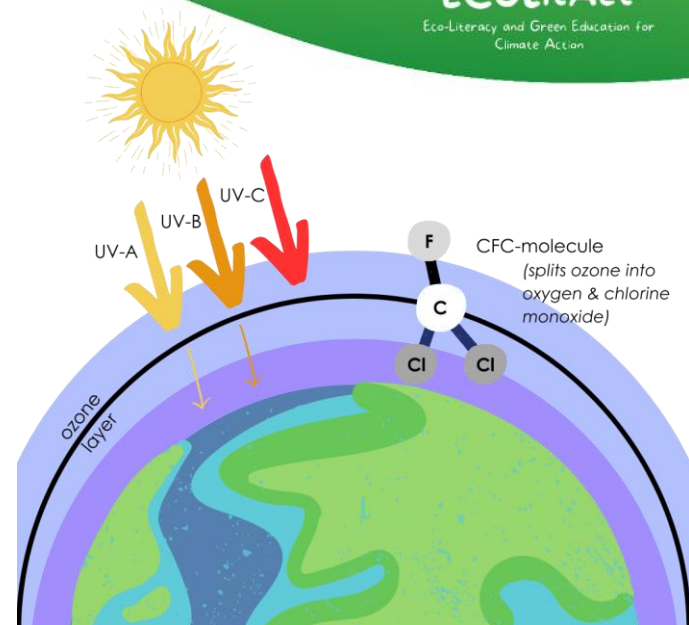 Eco-Literacy and Green Education for
Climate Action
UV-C
UV-B
UV-A
F
CFC-molecule
(splits ozone into
oxygen & chlorine
monoxide)
C
Cl
Cl
ozone
layer